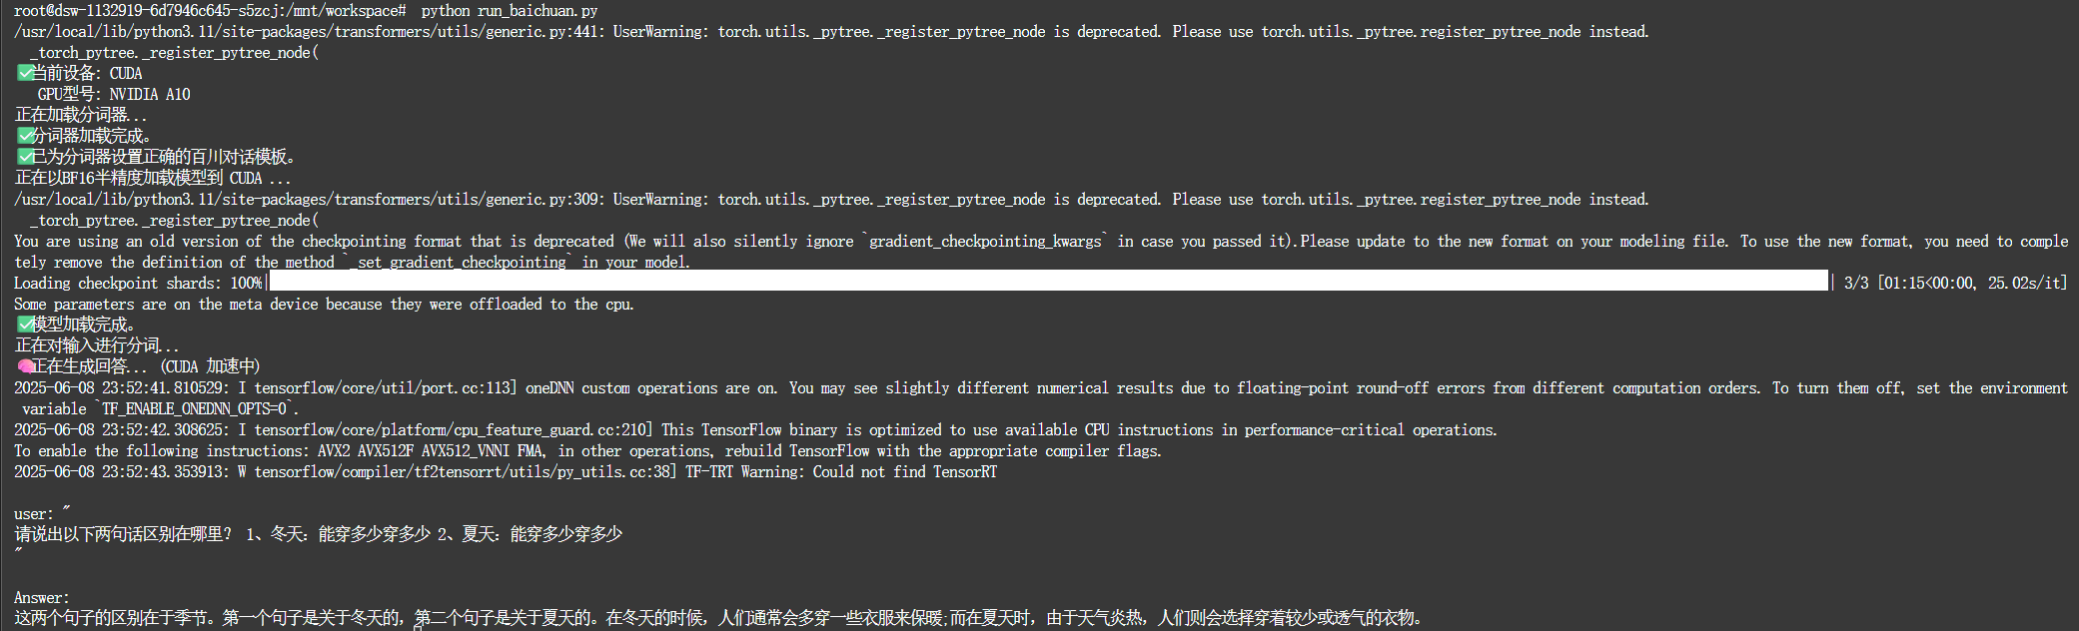 root@dsw-1132919-6d7946c645-s5zcj:/mnt/workspace# python run_baichuan.py
/usr/local/lib/python3.11/site-packages/transformers/utils/generic.py:441: UserWarning: torch.utils._pytree._register_pytree_node is deprecated. Please use torch.utils._pytree.register_pytree_node instead.
_torch_pytree._register_pytree_node(
✅当前设备: CUDA
GPU型号: NVIDIA A10
正在加载分词器...
✅分词器加载完成。
✅已为分词器设置正确的百川对话模板。
正在以BF16半精度加载模型到 CUDA ...
/usr/local/lib/python3.11/site-packages/transformers/utils/generic.py:309: UserWarning: torch.utils._pytree._register_pytree_node is deprecated. Please use torch.utils._pytree.register_pytree_node instead.
_torch_pytree._register_pytree_node(
You are using an old version of the checkpointing format that is deprecated (We will also silently ignore `gradient_checkpointing_kwargs` in case you passed it).Please update to the new format on your modeling file. To use the new format, you need to comple
tely remove the definition of the method `_set_gradient_checkpointing` in your model.
Loading checkpoint shards: 100%| | 3/3 [01:15<00:00, 25.02s/it]
Some parameters are on the meta device because they were offloaded to the cpu.
✅模型加载完成。
正在对输入进行分词...
🧠正在生成回答... (CUDA 加速中)
2025-06-08 23:52:41.810529: I tensorflow/core/util/port.cc:113] oneDNN custom operations are on. You may see slightly different numerical results due to floating-point round-off errors from different computation orders. To turn them off, set the environment
variable `TF_ENABLE_ONEDNN_OPTS=0`.
2025-06-08 23:52:42.308625: I tensorflow/core/platform/cpu_feature_guard.cc:210] This TensorFlow binary is optimized to use available CPU instructions in performance-critical operations.
To enable the following instructions: AVX2 AVX512F AVX512_VNNI FMA, in other operations, rebuild TensorFlow with the appropriate compiler flags.
2025-06-08 23:52:43.353913: W tensorflow/compiler/tf2tensorrt/utils/py_utils.cc:38] TF-TRT Warning: Could not find TensorRT
user: "
请说出以下两句话区别在哪里？ 1、冬天：能穿多少穿多少 2、夏天：能穿多少穿多少
"
Answer:
这两个句子的区别在于季节。第一个句子是关于冬天的，第二个句子是关于夏天的。在冬天的时候，人们通常会多穿一些衣服来保暖;而在夏天时，由于天气炎热，人们则会选择穿着较少或透气的衣物。